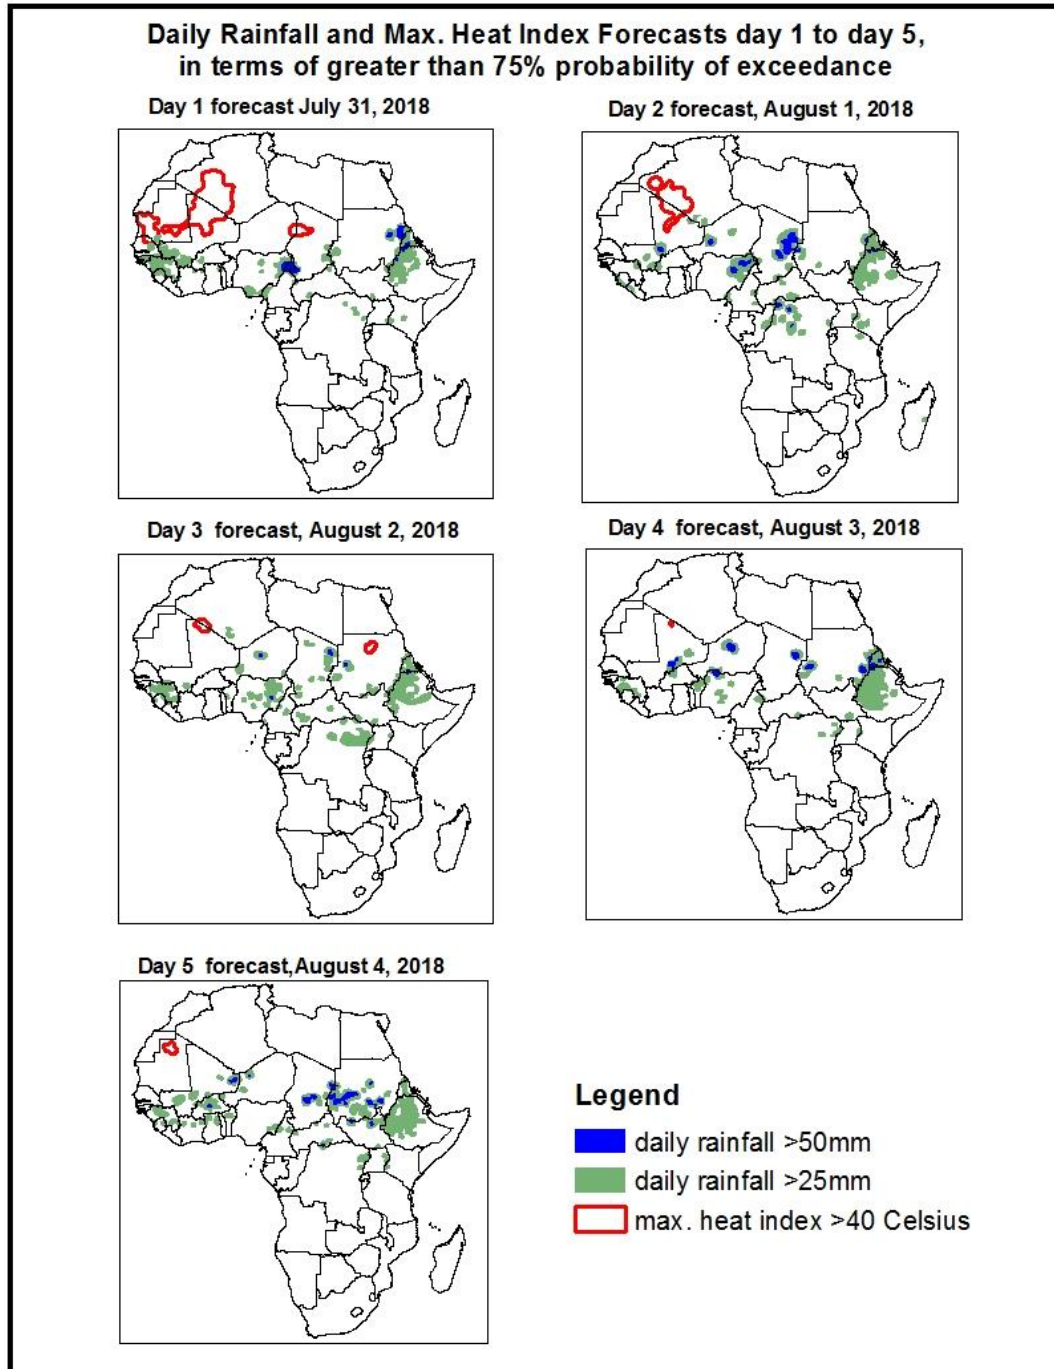 Daily Rainfall and Max. Heat Index Forecasts day 1 to day 5,
in terms of greater than 75% probability of exceedance
Day 1 forecast July 31, 2018
Day 2 forecast, August 1, 2018
Day 3 forecast, August 2, 2018
Day 4 forecast, August 3, 2018
Day 5 forecast,August 4, 2018
Legend
daily rainfall >50mm
daily rainfall >25mm
max. heat index >40 Celsius